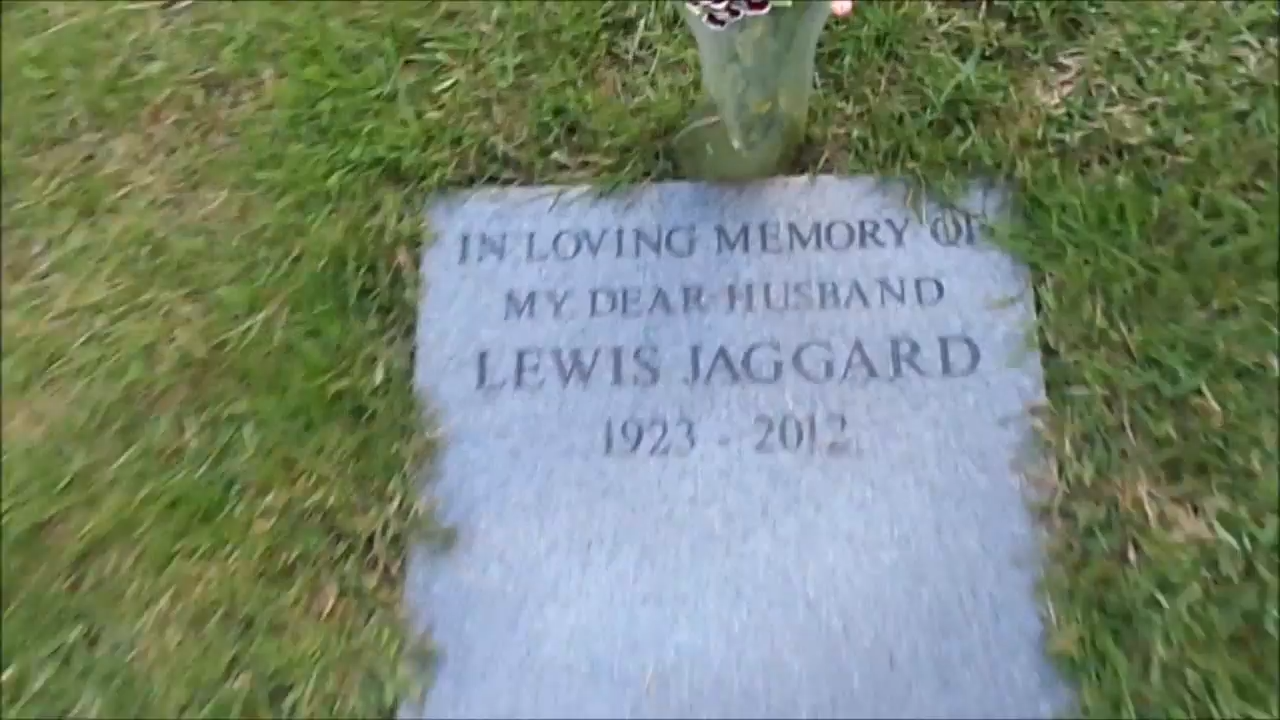 IN LOVING MEMORY OF
MY DEAR HUSBAND
LEWIS JAGGARD
1923 - 2012